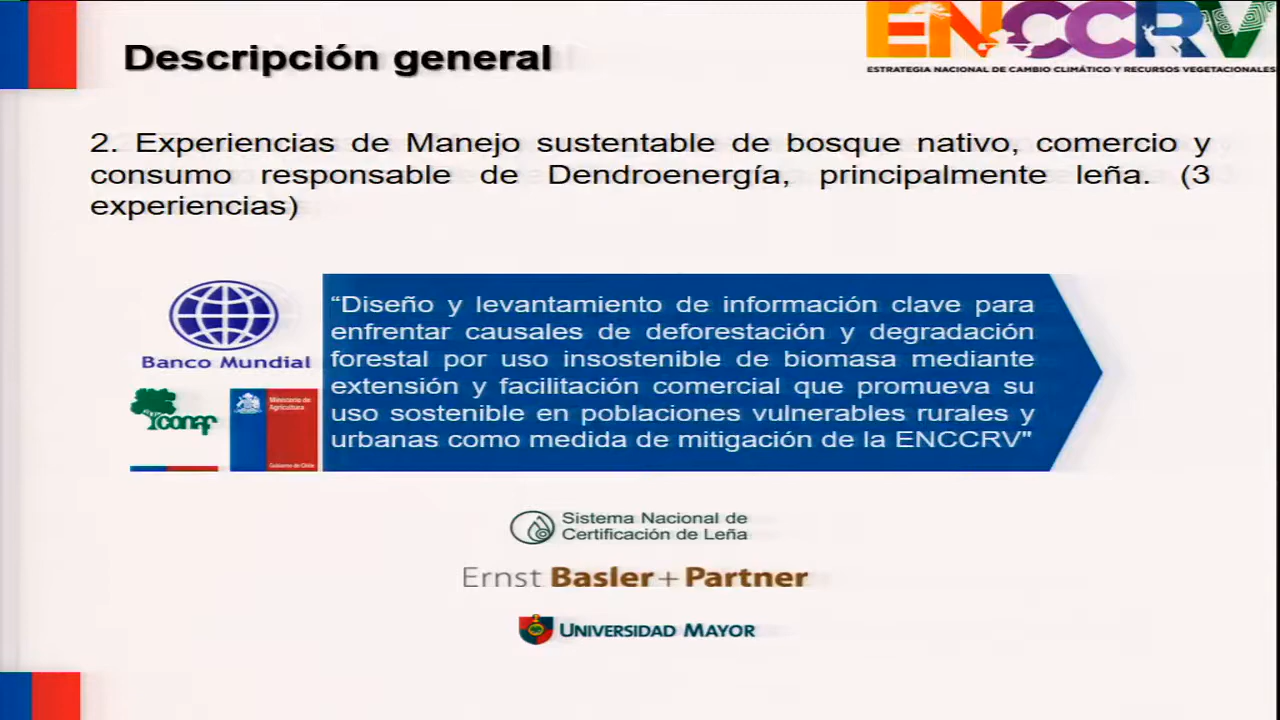 Descripción general
ENCCRV
ESTRATEGIA NACIONAL DE CAMBIO CLIMÁTICO Y RECURSOS VEGETACIONALES
2. Experiencias de Manejo sustentable de bosque nativo, comercio y
consumo responsable de Dendroenergía, principalmente leña. (3
experiencias)
Banco Mundial
CONAF
Ministerio de
Agricultura
Gobierno de Chile
“Diseño y levantamiento de información clave para
enfrentar causales de deforestación y degradación
forestal por uso insostenible de biomasa mediante
extensión y facilitación comercial que promueva su
uso sostenible en poblaciones vulnerables rurales y
urbanas como medida de mitigación de la ENCCRV"
Sistema Nacional de
Certificación de Leña
Ernst Basler + Partner
UNIVERSIDAD MAYOR